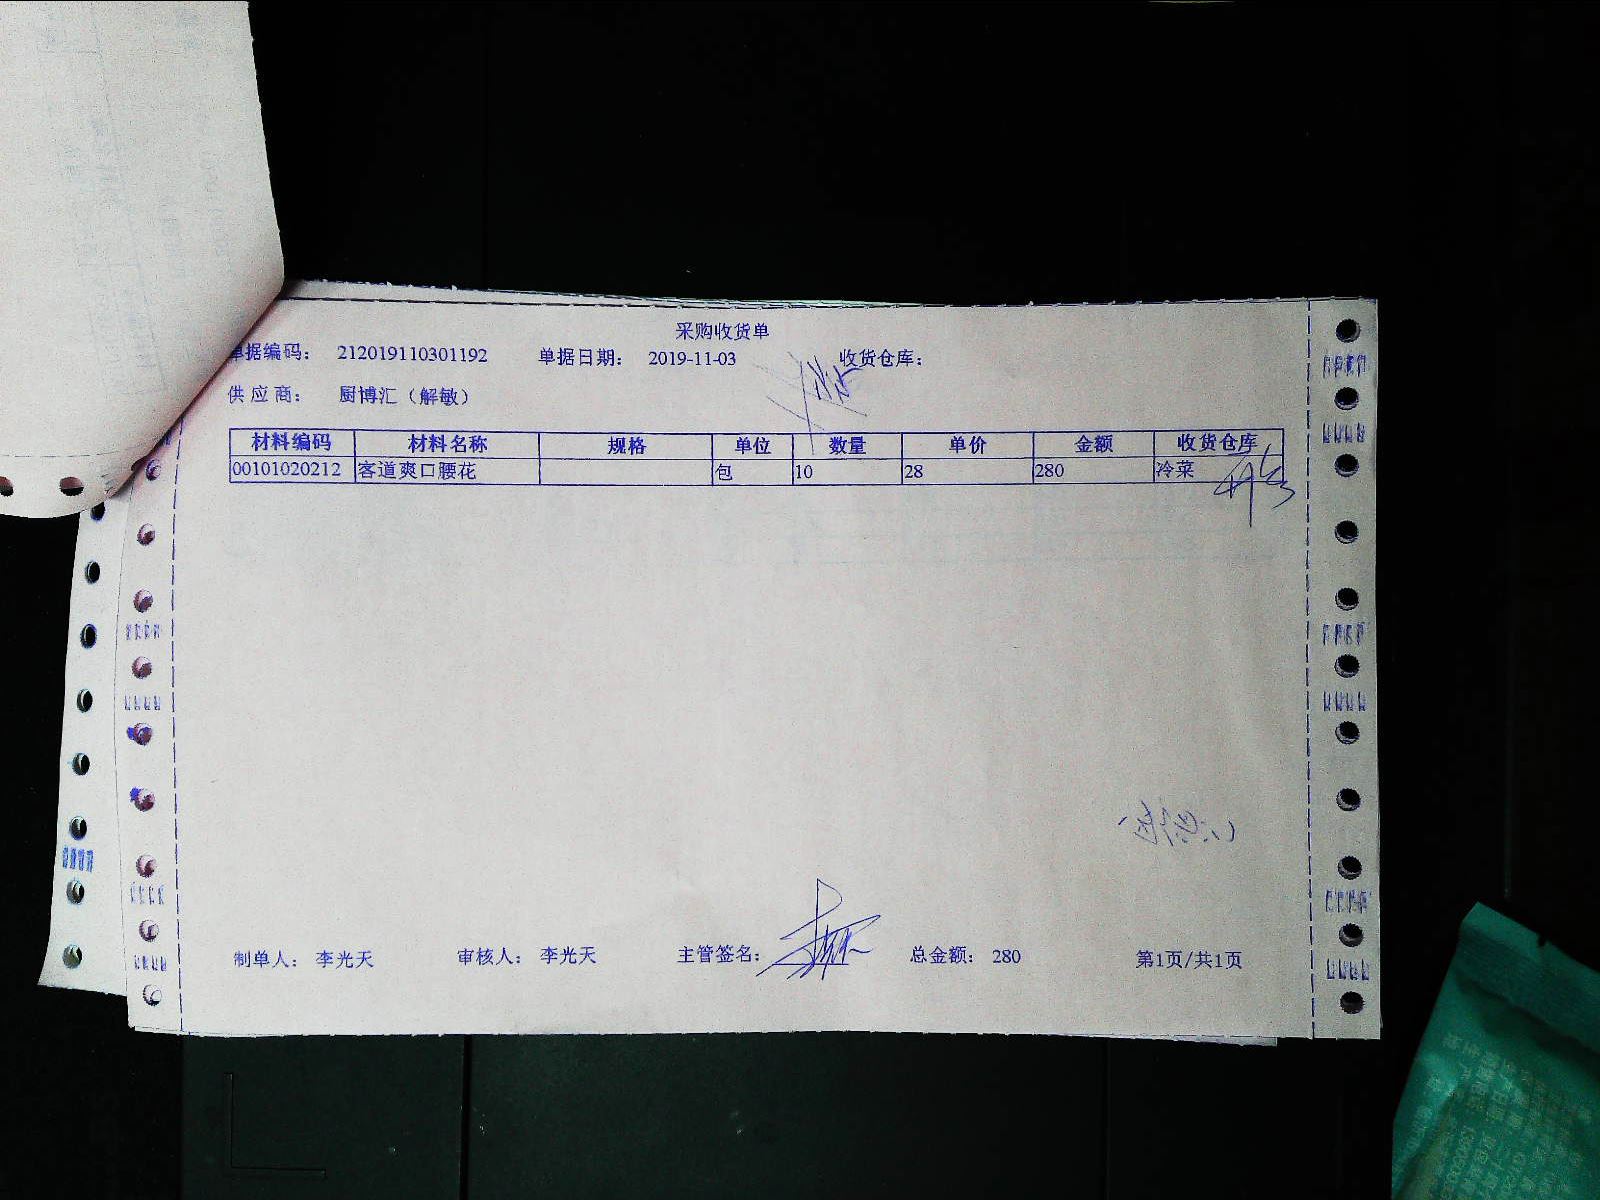 采购收货单
单据编码： 212019110301192 单据日期： 2019-11-03 收货仓库：
供应商： 厨博汇（解敏）
材料编码 材料名称 规格 单位 数量 单价 金额 收货仓库
00101020212 客道爽口腰花 包 10 28 280 冷菜
制单人： 李光天 审核人： 李光天 主管签名： 总金额： 280 第1页/共1页